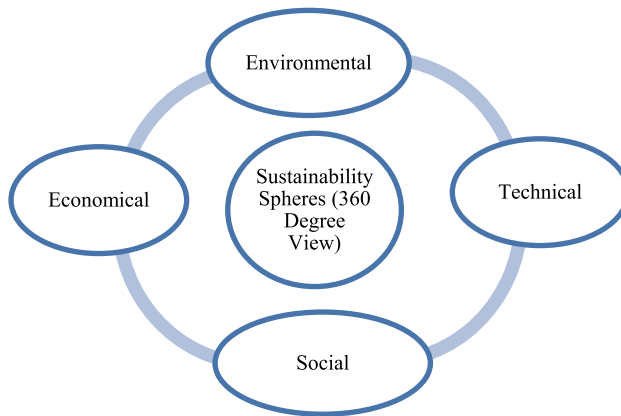 Environmental
Economical
Sustainability
Spheres (360
Degree
View)
Technical
Social